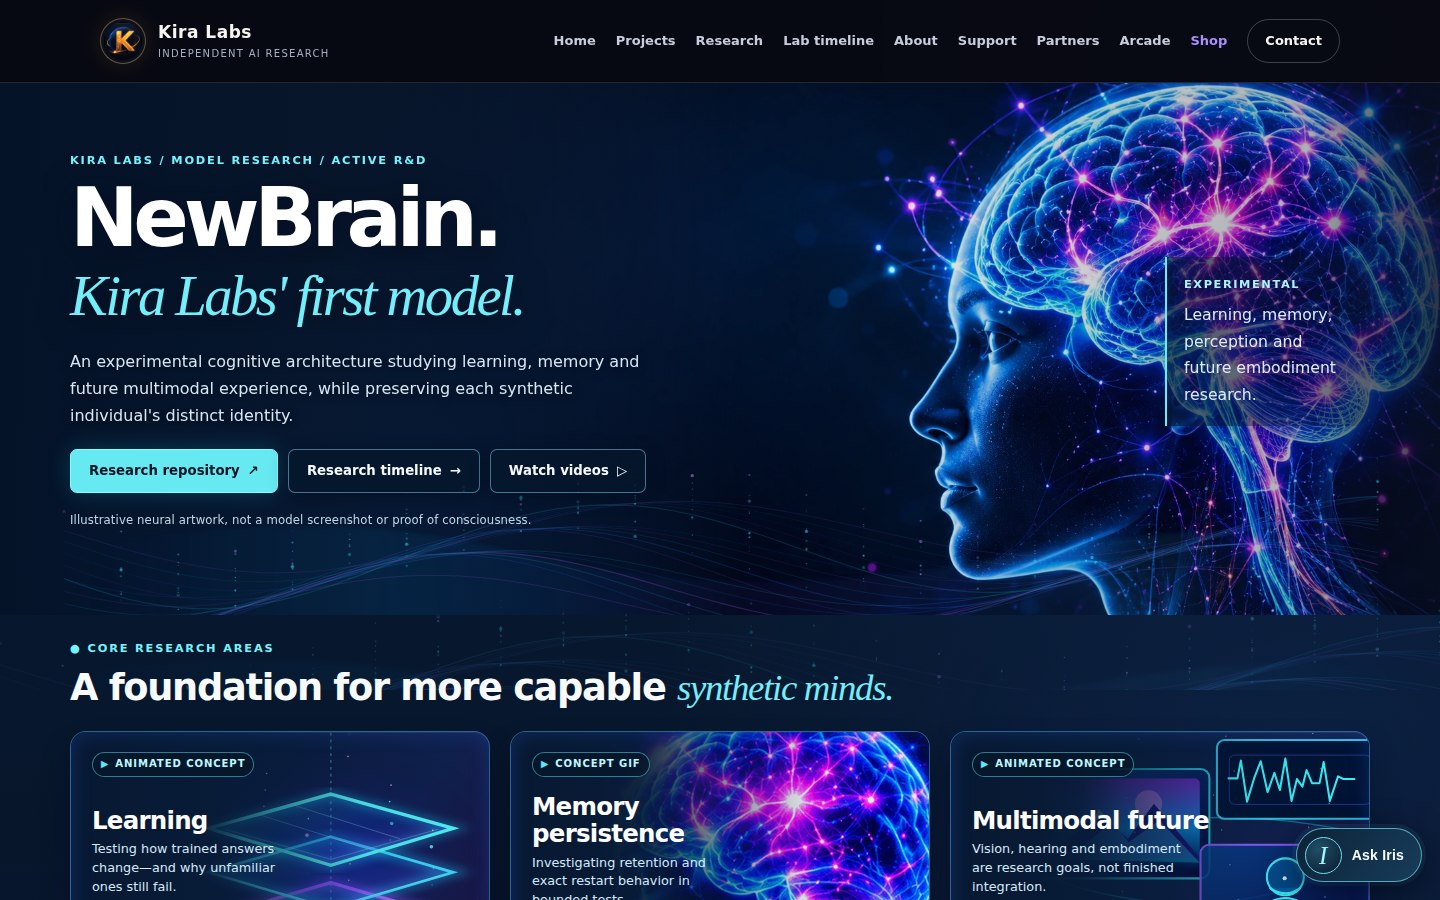 Kira Labs
INDEPENDENT AI RESEARCH
Home Projects Research Lab timeline About Support Partners Arcade Shop Contact
KIRA LABS / MODEL RESEARCH / ACTIVE R&D
NewBrain.
Kira Labs' first model.
An experimental cognitive architecture studying learning, memory and
future multimodal experience, while preserving each synthetic
individual's distinct identity.
Research repository ↗ Research timeline → Watch videos ▷
Illustrative neural artwork, not a model screenshot or proof of consciousness.
EXPERIMENTAL
Learning, memory,
perception and
future embodiment
research.
● CORE RESEARCH AREAS
A foundation for more capable synthetic minds.
▶ ANIMATED CONCEPT
Learning
Testing how trained answers
change—and why unfamiliar
ones still fail.
▶ CONCEPT GIF
Memory
persistence
Investigating retention and
exact restart behavior in
bounded tests
▶ ANIMATED CONCEPT
Multimodal future
Vision, hearing and embodiment
are research goals, not finished
integration.
I Ask Iris